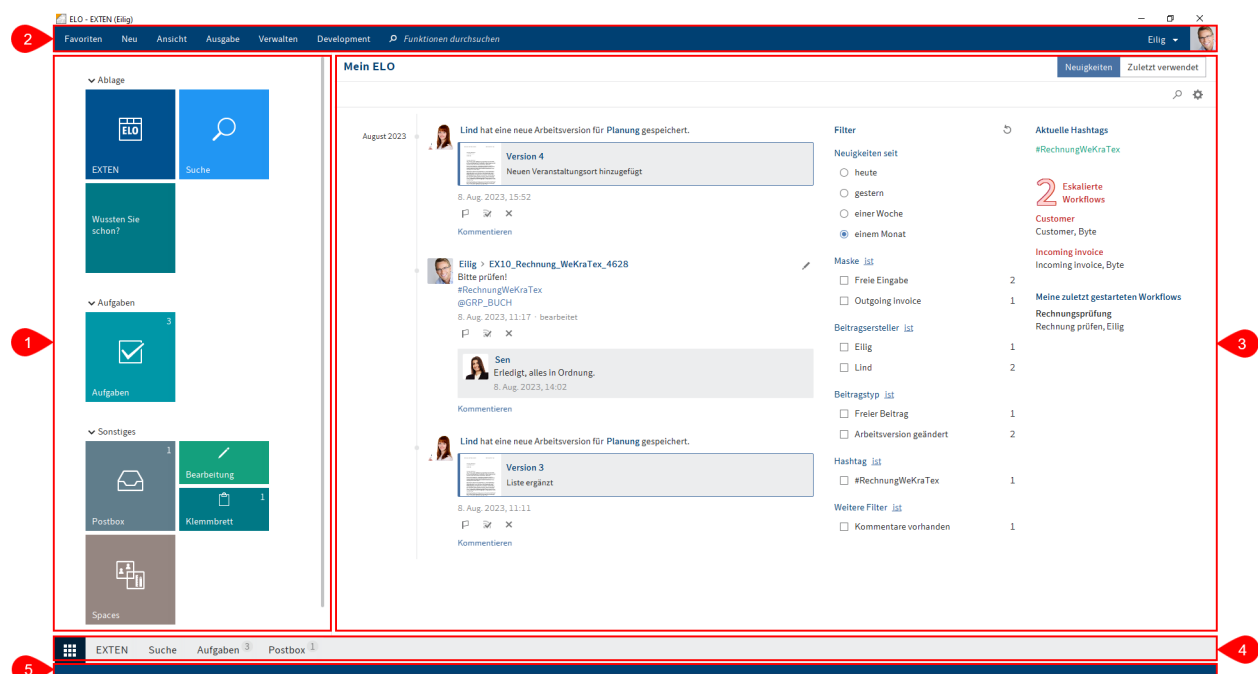 ELO - EXTEN (Eilig)
2
Favoriten Neu Ansicht Ausgabe Verwalten Development Funktionen durchsuchen Eilig
1
Ablage
ELO
EXTEN
Suche
Wussten Sie
schon?
Aufgaben
3
Aufgaben
Sonstiges
1
Postbox
Bearbeitung
1
Klemmbrett
Spaces
Mein ELO
Neuigkeiten Zuletzt verwendet
August 2023
Lind hat eine neue Arbeitsversion für Planung gespeichert.
Version 4
Neuen Veranstaltungsort hinzugefügt
8. Aug. 2023, 15:52
Kommentieren
Eilig > EX10_Rechnung_WeKraTex_4628
Bitte prüfen!
#RechnungWeKraTex
@GRP_BUCH
8. Aug. 2023, 11:17 · bearbeitet
Sen
Erledigt, alles in Ordnung.
8. Aug. 2023, 14:02
Kommentieren
Lind hat eine neue Arbeitsversion für Planung gespeichert.
Version 3
Liste ergänzt
8. Aug. 2023, 11:11
Kommentieren
Filter
Neuigkeiten seit
heute
gestern
einer Woche
einem Monat
Maske ist
Freie Eingabe 2
Outgoing invoice 1
Beitragsersteller ist
Eilig 1
Lind 2
Beitragstyp ist
Freier Beitrag 1
Arbeitsversion geändert 2
Hashtag ist
#RechnungWeKraTex 1
Weitere Filter ist
Kommentare vorhanden 1
Aktuelle Hashtags
#RechnungWeKraTex
2 Eskalierte
Workflows
Customer
Customer, Byte
Incoming invoice
Incoming invoice, Byte
Meine zuletzt gestarteten Workflows
Rechnungsprüfung
Rechnung prüfen, Eilig
3
EXTEN Suche Aufgaben 3 Postbox 1
4
5